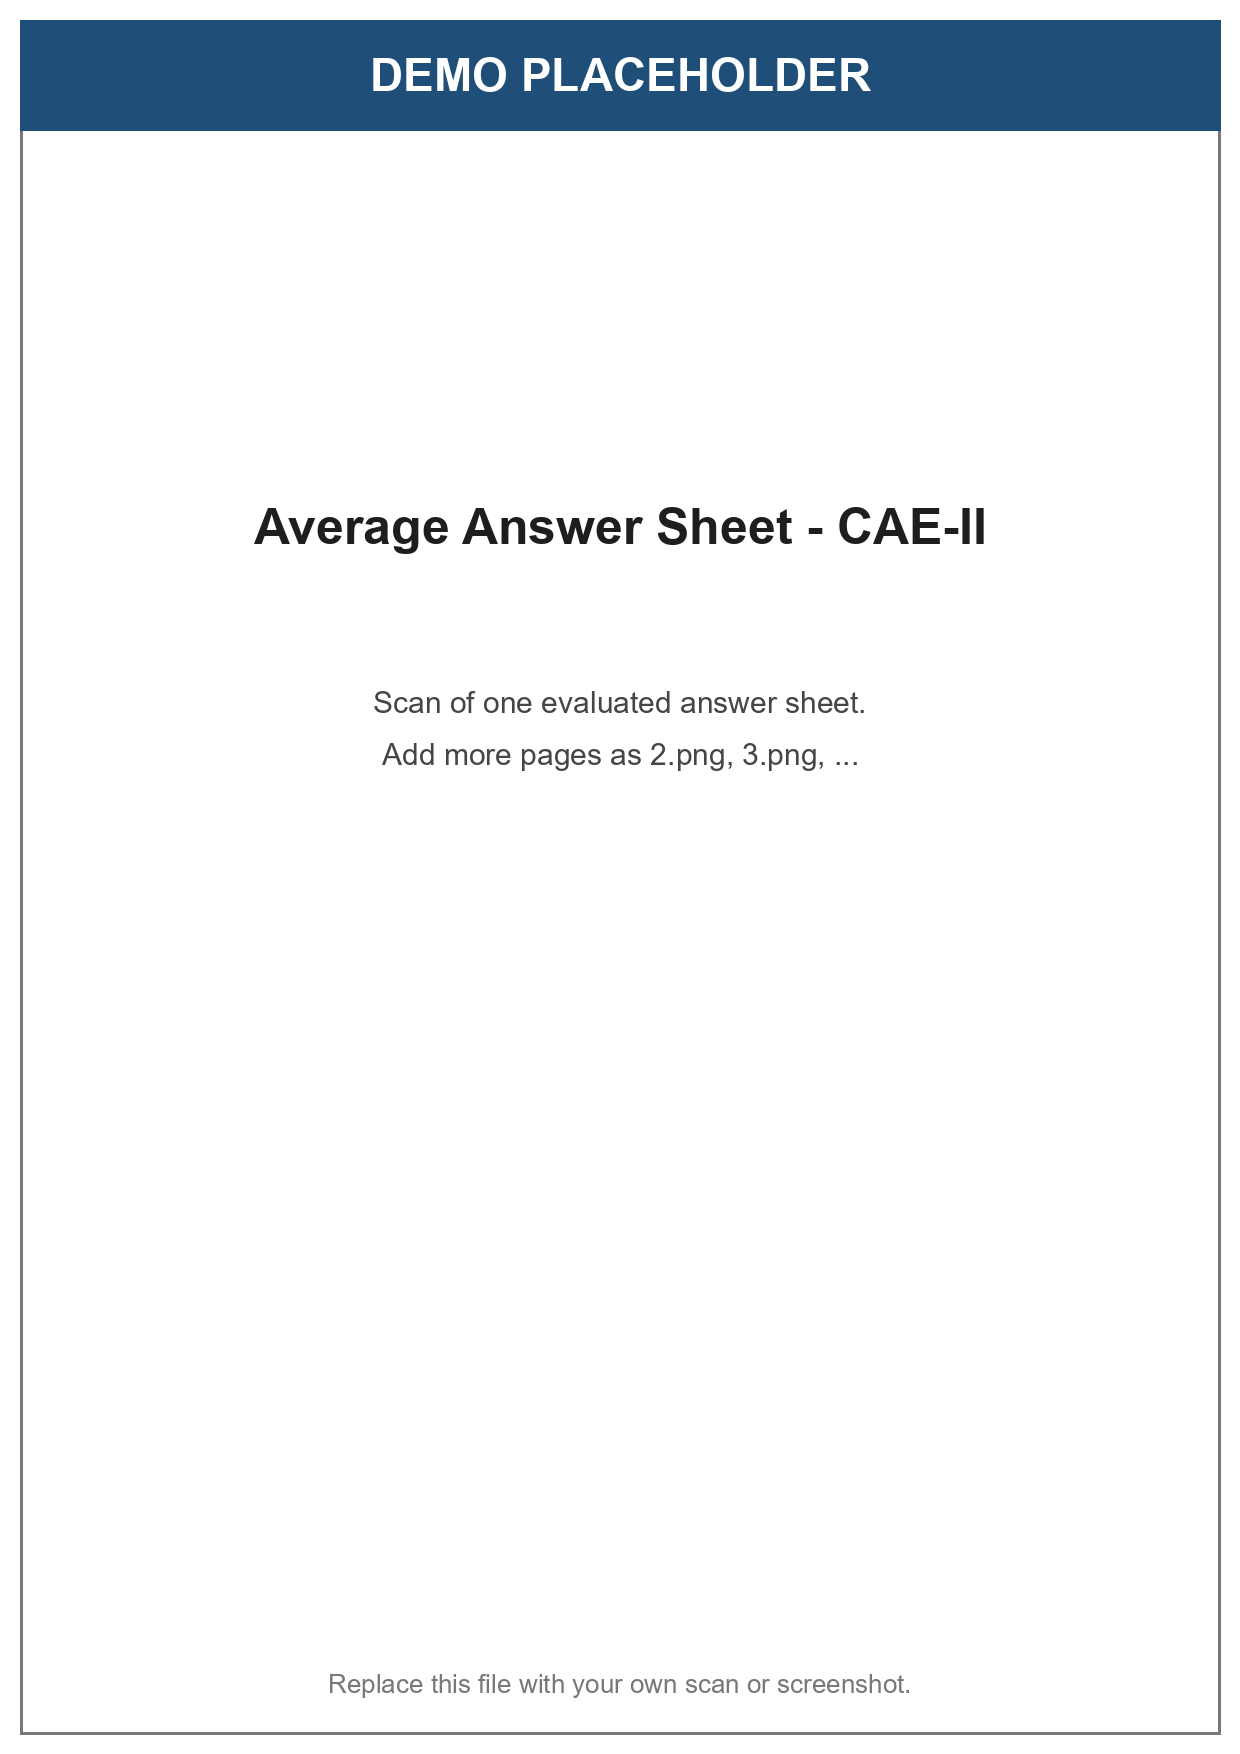 DEMO PLACEHOLDER
Average Answer Sheet - CAE-II
Scan of one evaluated answer sheet.
Add more pages as 2.png, 3.png, ...
Replace this file with your own scan or screenshot.